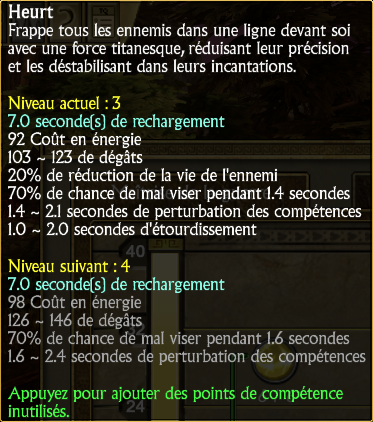 Heurt
Frappe tous les ennemis dans une ligne devant soi
avec une force titanesque, réduisant leur précision
et les déstabilisant dans leurs incantations.
Niveau actuel : 3
7.0 seconde(s) de rechargement
92 Coût en énergie
103 ~ 123 de dégâts
20% de réduction de la vie de l'ennemi
70% de chance de mal viser pendant 1.4 secondes
1.4 ~ 2.1 secondes de perturbation des compétences
1.0 ~ 2.0 secondes d'étourdissement
40
Niveau suivant : 4
7.0 seconde(s) de rechargement
98 Coût en énergie
126 ~ 146 de dégâts
70% de chance de mal viser pendant 1.6 secondes
1.6 ~ 2.4 secondes de perturbation des compétences
Appuyez pour ajouter des points de compétence
inutilisés.
24